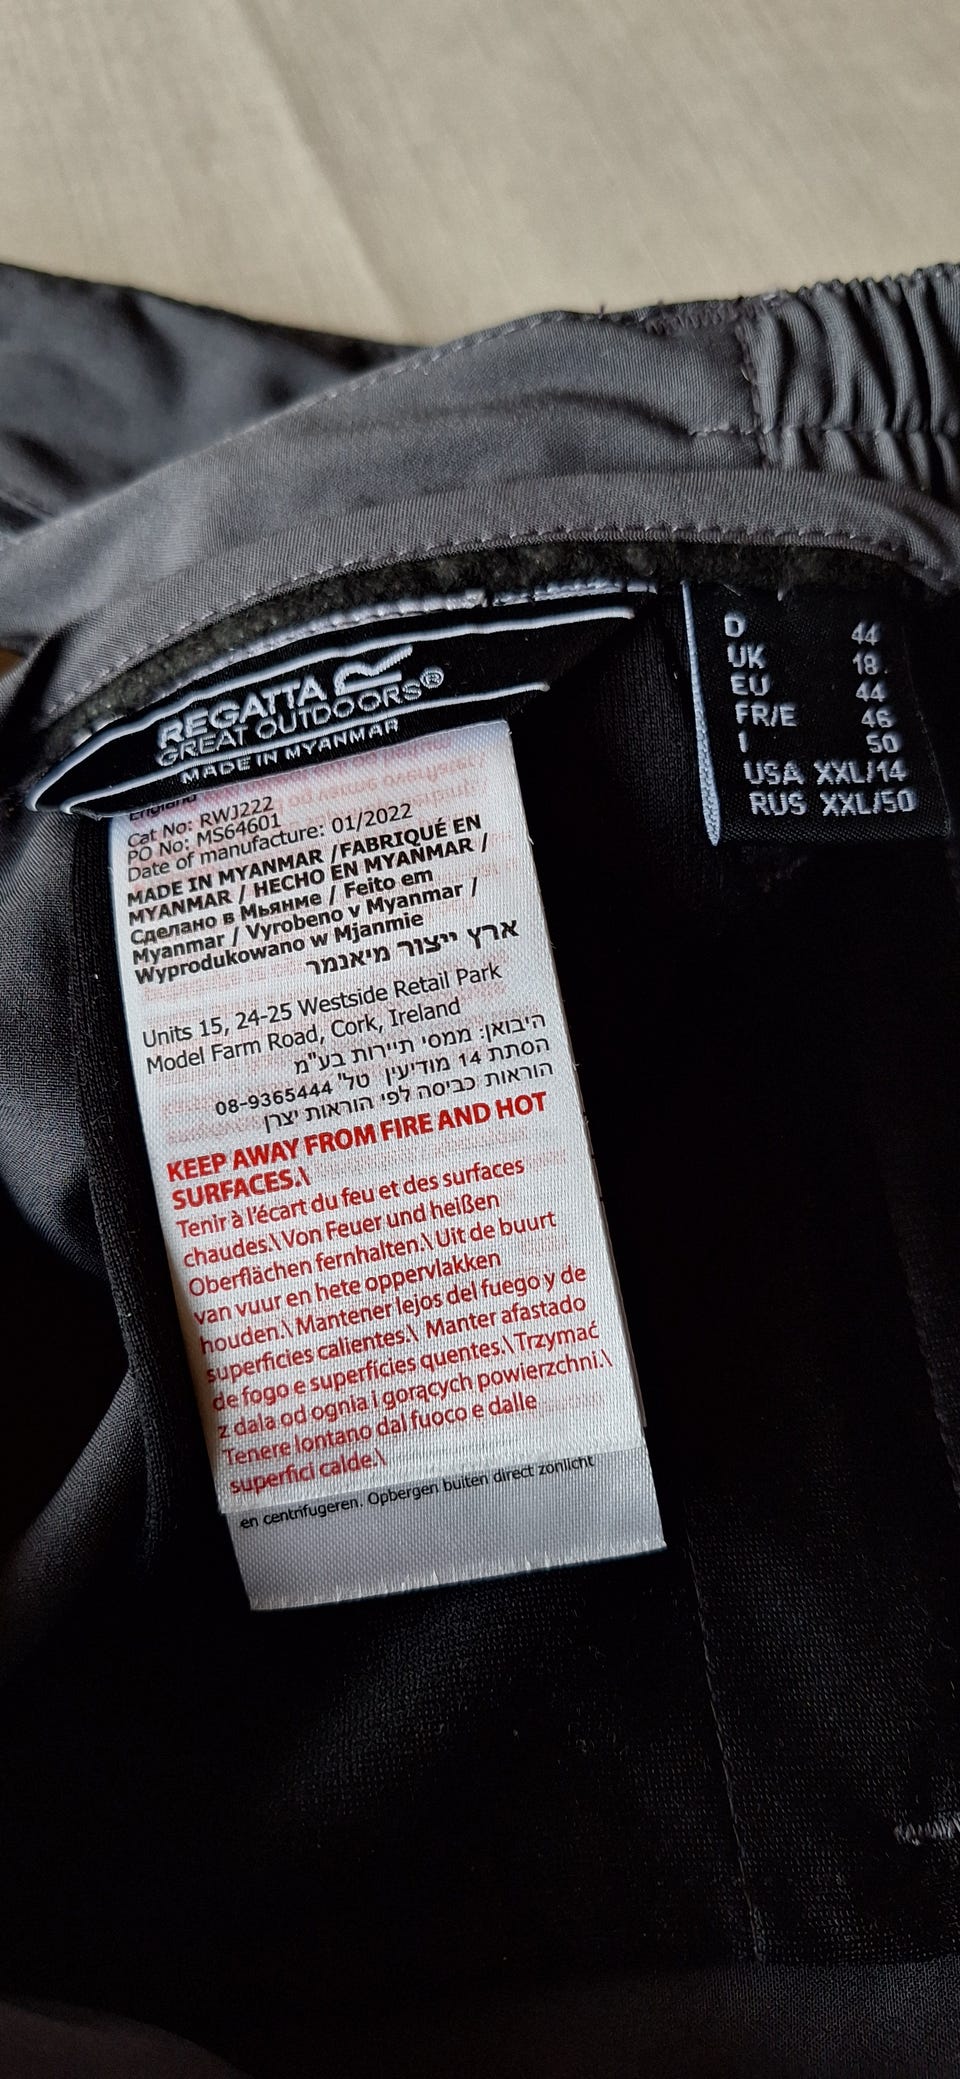 REGATTA
GREAT OUTDOORS®
MADE IN MYANMAR
D 44
UK 18
EU 44
FR/E 46
I 50
USA XXL/14
RUS XXL/50
England
Cat No: RWJ222
PO No: MS64601
Date of manufacture: 01/2022
MADE IN MYANMAR /FABRIQUÉ EN
MYANMAR / HECHO EN MYANMAR /
Сделано в Мьянме / Feito em
Myanmar / Vyrobeno v Myanmar /
Wyprodukowano w Mjanmie
ארץ ייצור מיאנמר
Units 15, 24-25 Westside Retail Park
Model Farm Road, Cork, Ireland
היבואן: ממסי תיירות בע"מ
הסתת 14 מודיעין טל' 08-9365444
הוראות כביסה לפי הוראות יצרן
KEEP AWAY FROM FIRE AND HOT
SURFACES.\
Tenir à l'écart du feu et des surfaces
chaudes.\ Von Feuer und heißen
Oberflächen fernhalten.\ Uit de buurt
van vuur en hete oppervlakken
houden.\ Mantener lejos del fuego y de
superficies calientes.\ Manter afastado
de fogo e superfícies quentes.\ Trzymać
z dala od ognia i gorących powierzchni.\
Tenere lontano dal fuoco e dalle
superfici calde.\
en centrifugeren. Opbergen buiten direct zonlicht